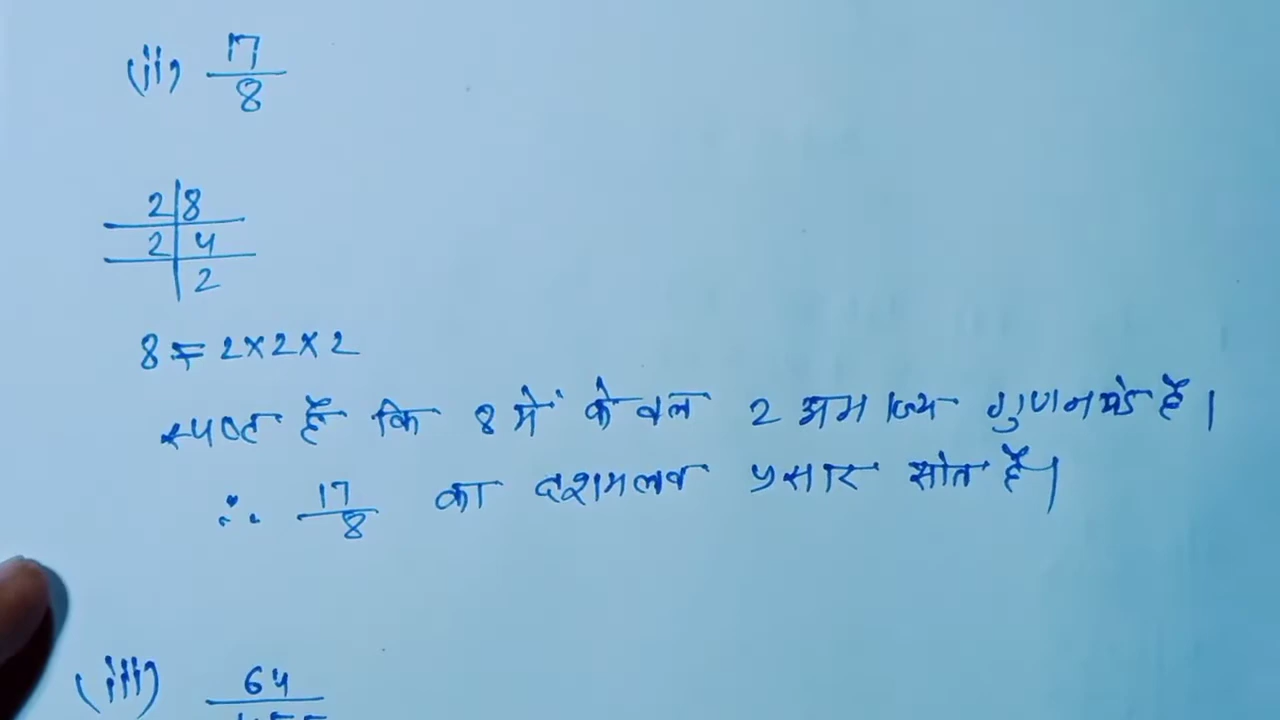 (ii) 17/8
2|8
2|4
2
8 = 2×2×2
स्पष्ट है कि 8 में केवल 2 अभाज्य गुणनखंड है।
∴ 17/8 का दशमलव प्रसार सांत है।
(iii) 64